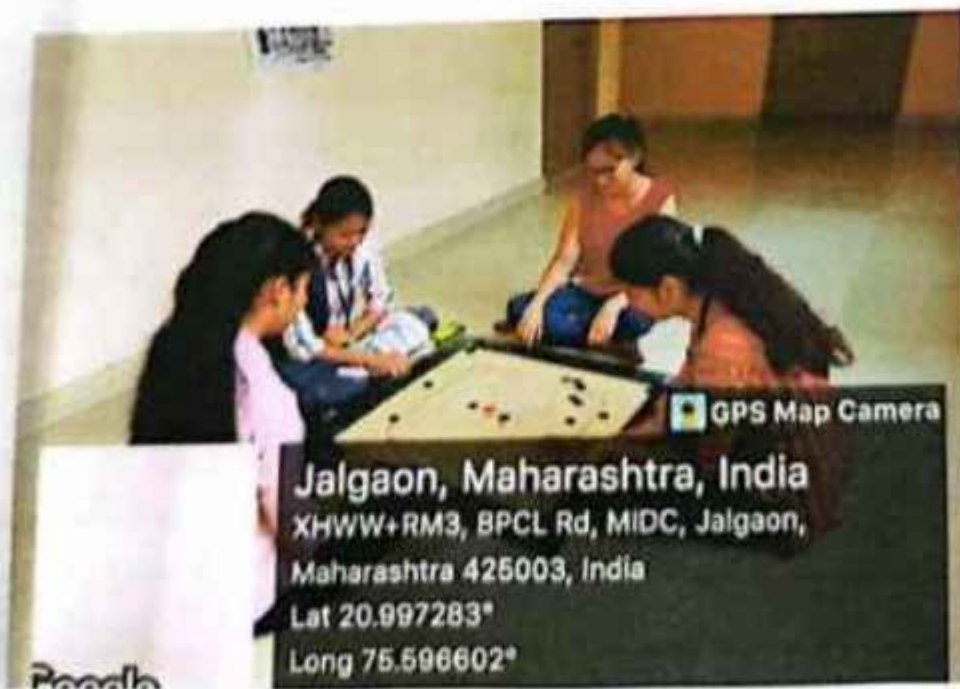 GPS Map Camera
Jalgaon, Maharashtra, India
XHWW+RM3, BPCL Rd, MIDC, Jalgaon,
Maharashtra 425003, India
Lat 20.997283°
Long 75.596602°
Google